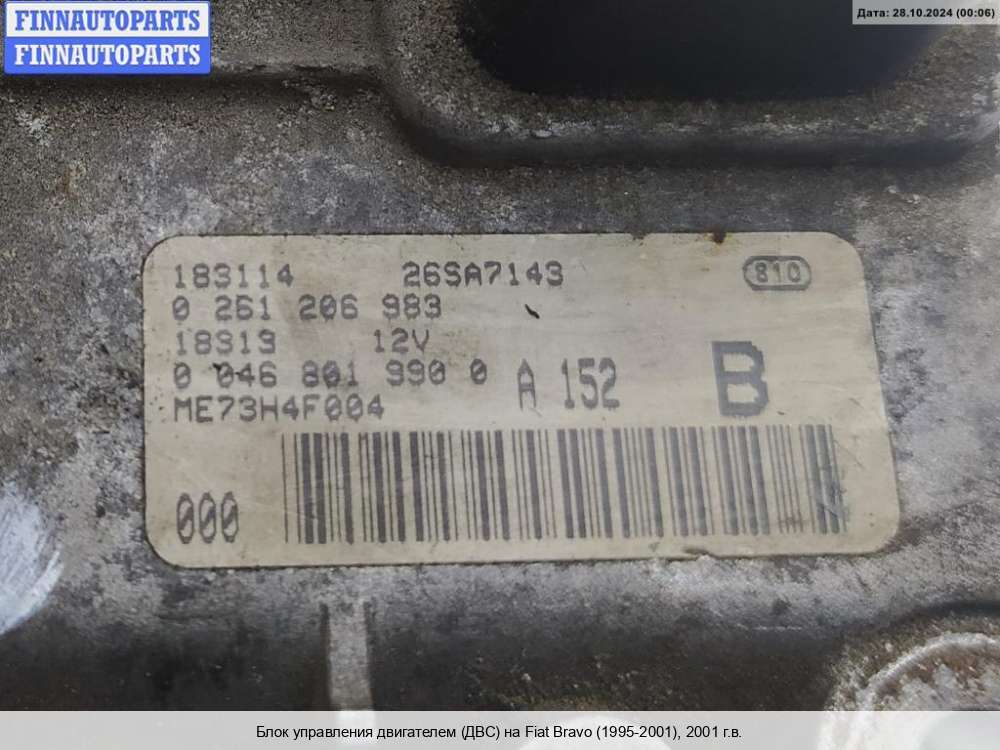 FINNAUTOPARTS
FINNAUTOPARTS
Дата: 28.10.2024 (00:06)
183114 26SA7143 810
0 261 206 983
18313 12V
0 046 801 990 0 A 152 B
ME73H4F004
000
Блок управления двигателем (ДВС) на Fiat Bravo (1995-2001), 2001 г.в.